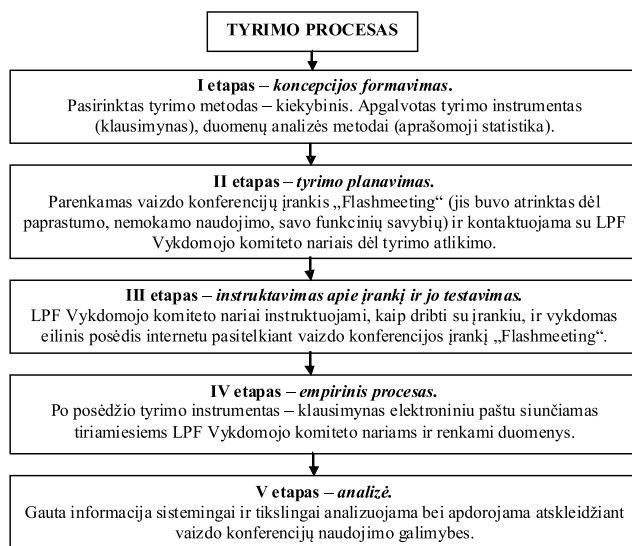 TYRIMO PROCESAS
I etapas – koncepcijos formavimas.
Pasirinktas tyrimo metodas – kiekybinis. Apgalvotas tyrimo instrumentas
(klausimynas), duomenų analizės metodai (aprašomoji statistika).
II etapas – tyrimo planavimas.
Parenkamas vaizdo konferencijų įrankis „Flashmeeting“ (jis buvo atrinktas dėl
paprastumo, nemokamo naudojimo, savo funkcinių savybių) ir kontaktuojama su LPF
Vykdomojo komiteto nariais dėl tyrimo atlikimo.
III etapas – instruktavimas apie įrankį ir jo testavimas.
LPF Vykdomojo komiteto nariai instruktuojami, kaip dribti su įrankiu, ir vykdomas
eilinis posėdis internetu pasitelkiant vaizdo konferencijos įrankį „Flashmeeting“.
IV etapas – empirinis procesas.
Po posėdžio tyrimo instrumentas – klausimynas elektroniniu paštu siunčiamas
tiriamiesiems LPF Vykdomojo komiteto nariams ir renkami duomenys.
V etapas – analizė.
Gauta informacija sistemingai ir tikslingai analizuojama bei apdorojama atskleidžiant
vaizdo konferencijų naudojimo galimybes.